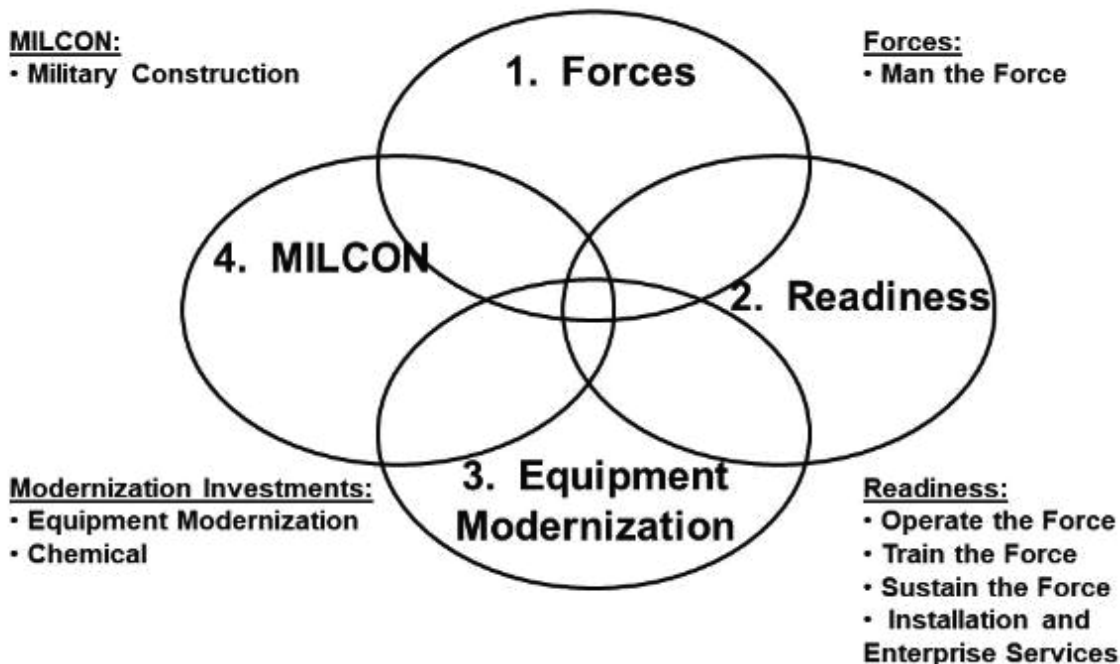 MILCON:
• Military Construction
1. Forces
Forces:
• Man the Force
4. MILCON
2. Readiness
3. Equipment
Modernization
Modernization Investments:
• Equipment Modernization
• Chemical
Readiness:
• Operate the Force
• Train the Force
• Sustain the Force
• Installation and
Enterprise Services